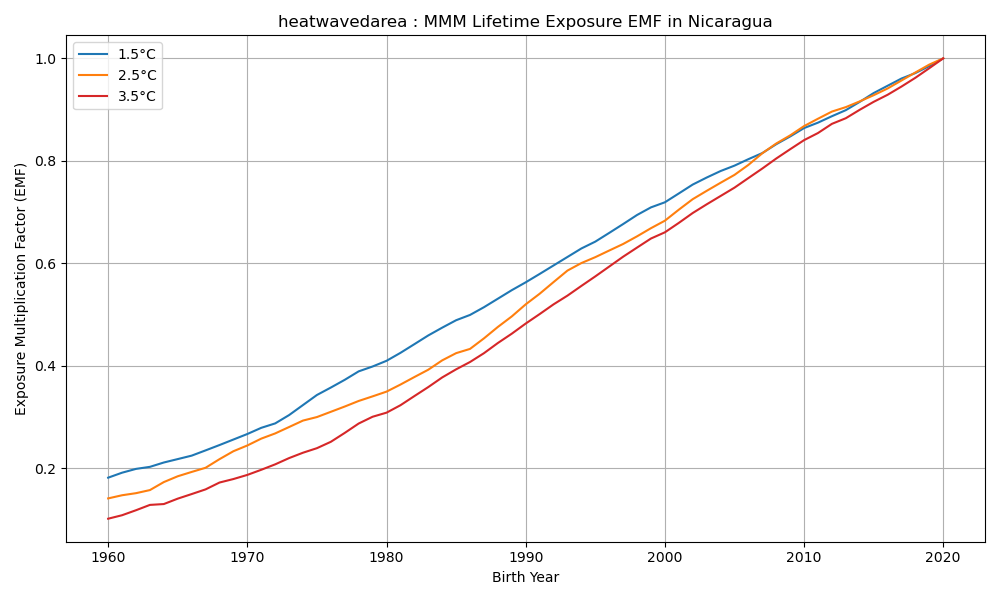 heatwavedarea : MMM Lifetime Exposure EMF in Nicaragua
1.5°C
2.5°C
3.5°C
Exposure Multiplication Factor (EMF)
1.0
0.8
0.6
0.4
0.2
1960 1970 1980 1990 2000 2010 2020
Birth Year